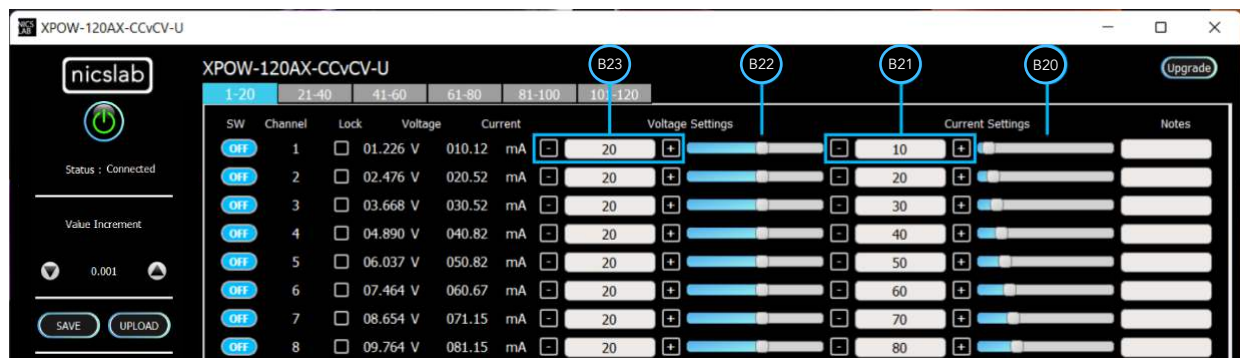 NICS LAB XPOW-120AX-CCvCV-U
nicslab
XPOW-120AX-CCvCV-U
B23 B22 B21 B20
Upgrade
1-20 21-40 41-60 61-80 81-100 101-120
SW Channel Lock Voltage Current Voltage Settings Current Settings Notes
OFF 1 01.226 V 010.12 mA - 20 + - 10 +
Status : Connected
OFF 2 02.476 V 020.52 mA - 20 + - 20 +
OFF 3 03.668 V 030.52 mA - 20 + - 30 +
Value Increment
OFF 4 04.890 V 040.82 mA - 20 + - 40 +
0.001
OFF 5 06.037 V 050.82 mA - 20 + - 50 +
OFF 6 07.464 V 060.67 mA - 20 + - 60 +
SAVE UPLOAD
OFF 7 08.654 V 071.15 mA - 20 + - 70 +
OFF 8 09.764 V 081.15 mA - 20 + - 80 +